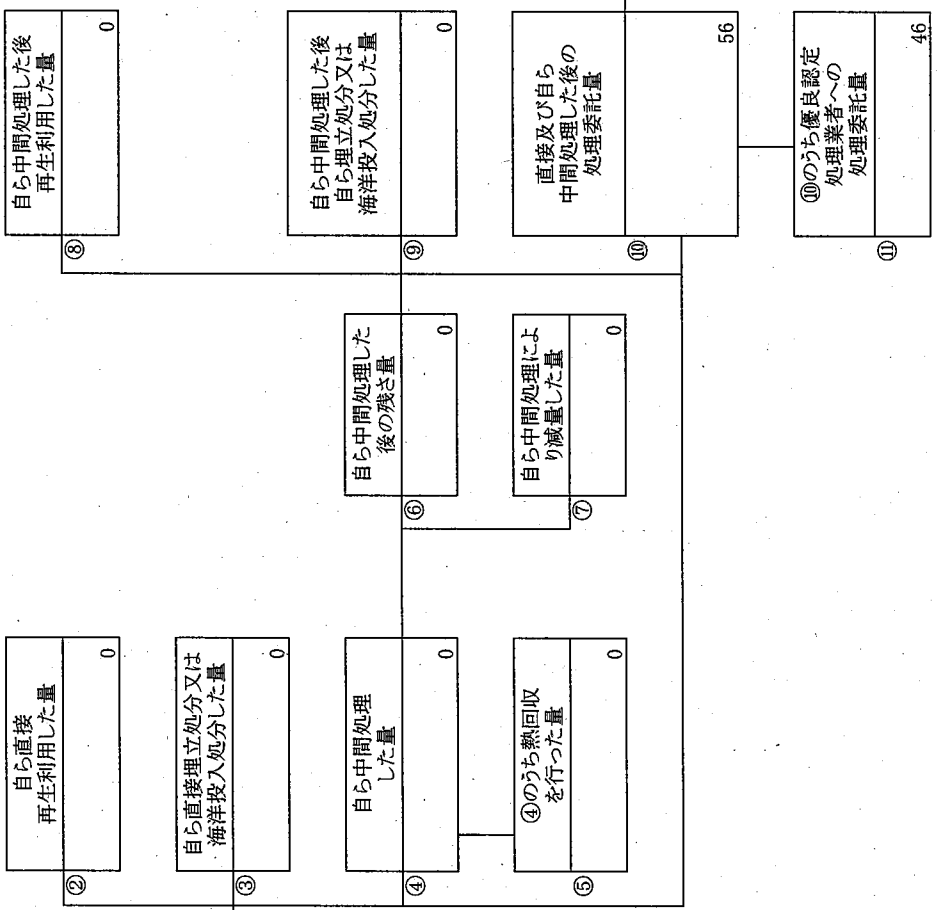 ②
自ら直接
再生利用した量
0
③
自ら直接埋立処分又は
海洋投入処分した量
0
④
自ら中間処理
した量
0
⑤
④のうち熱回収
を行った量
0
⑥
自ら中間処理した
後の残さ量
0
⑦
自ら中間処理によ
り減量した量
0
⑧
自ら中間処理した後
再生利用した量
0
⑨
自ら中間処理した後
自ら埋立処分又は
海洋投入処分した量
0
⑩
直接及び自ら
中間処理した後の
処理委託量
56
⑪
⑩のうち優良認定
処理業者への
処理委託量
46